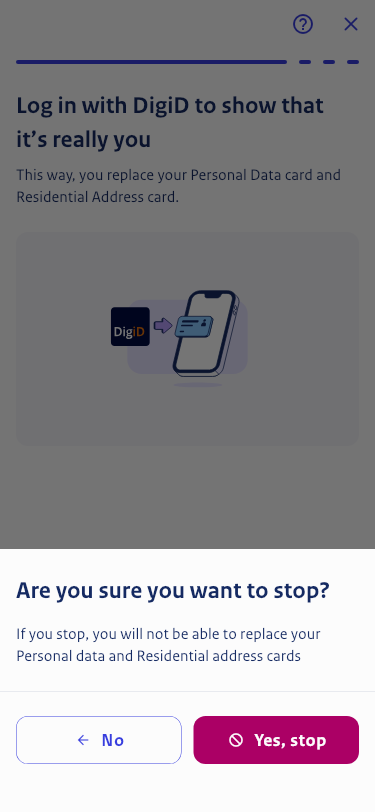 Log in with DigiD to show that
it’s really you
This way, you replace your Personal Data card and
Residential Address card.
DigiD
Are you sure you want to stop?
If you stop, you will not be able to replace your
Personal data and Residential address cards
No
Yes, stop